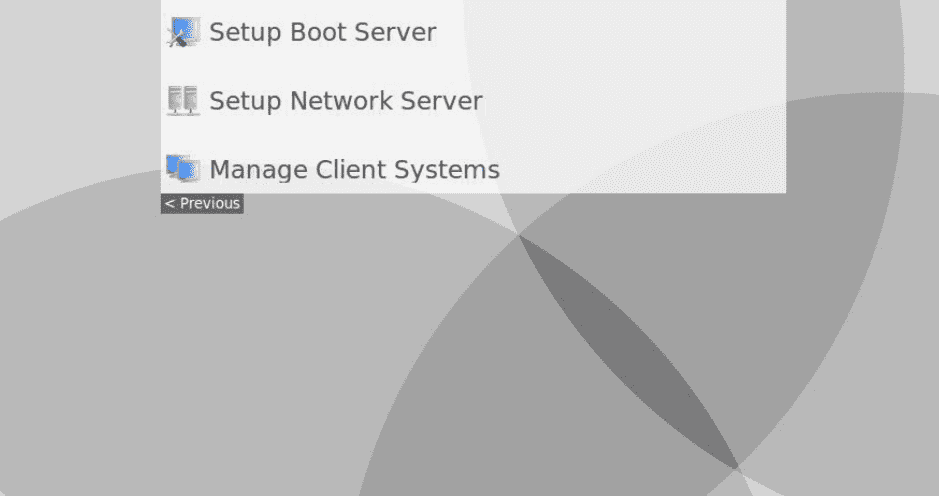 Setup Boot Server
Setup Network Server
Manage Client Systems
< Previous